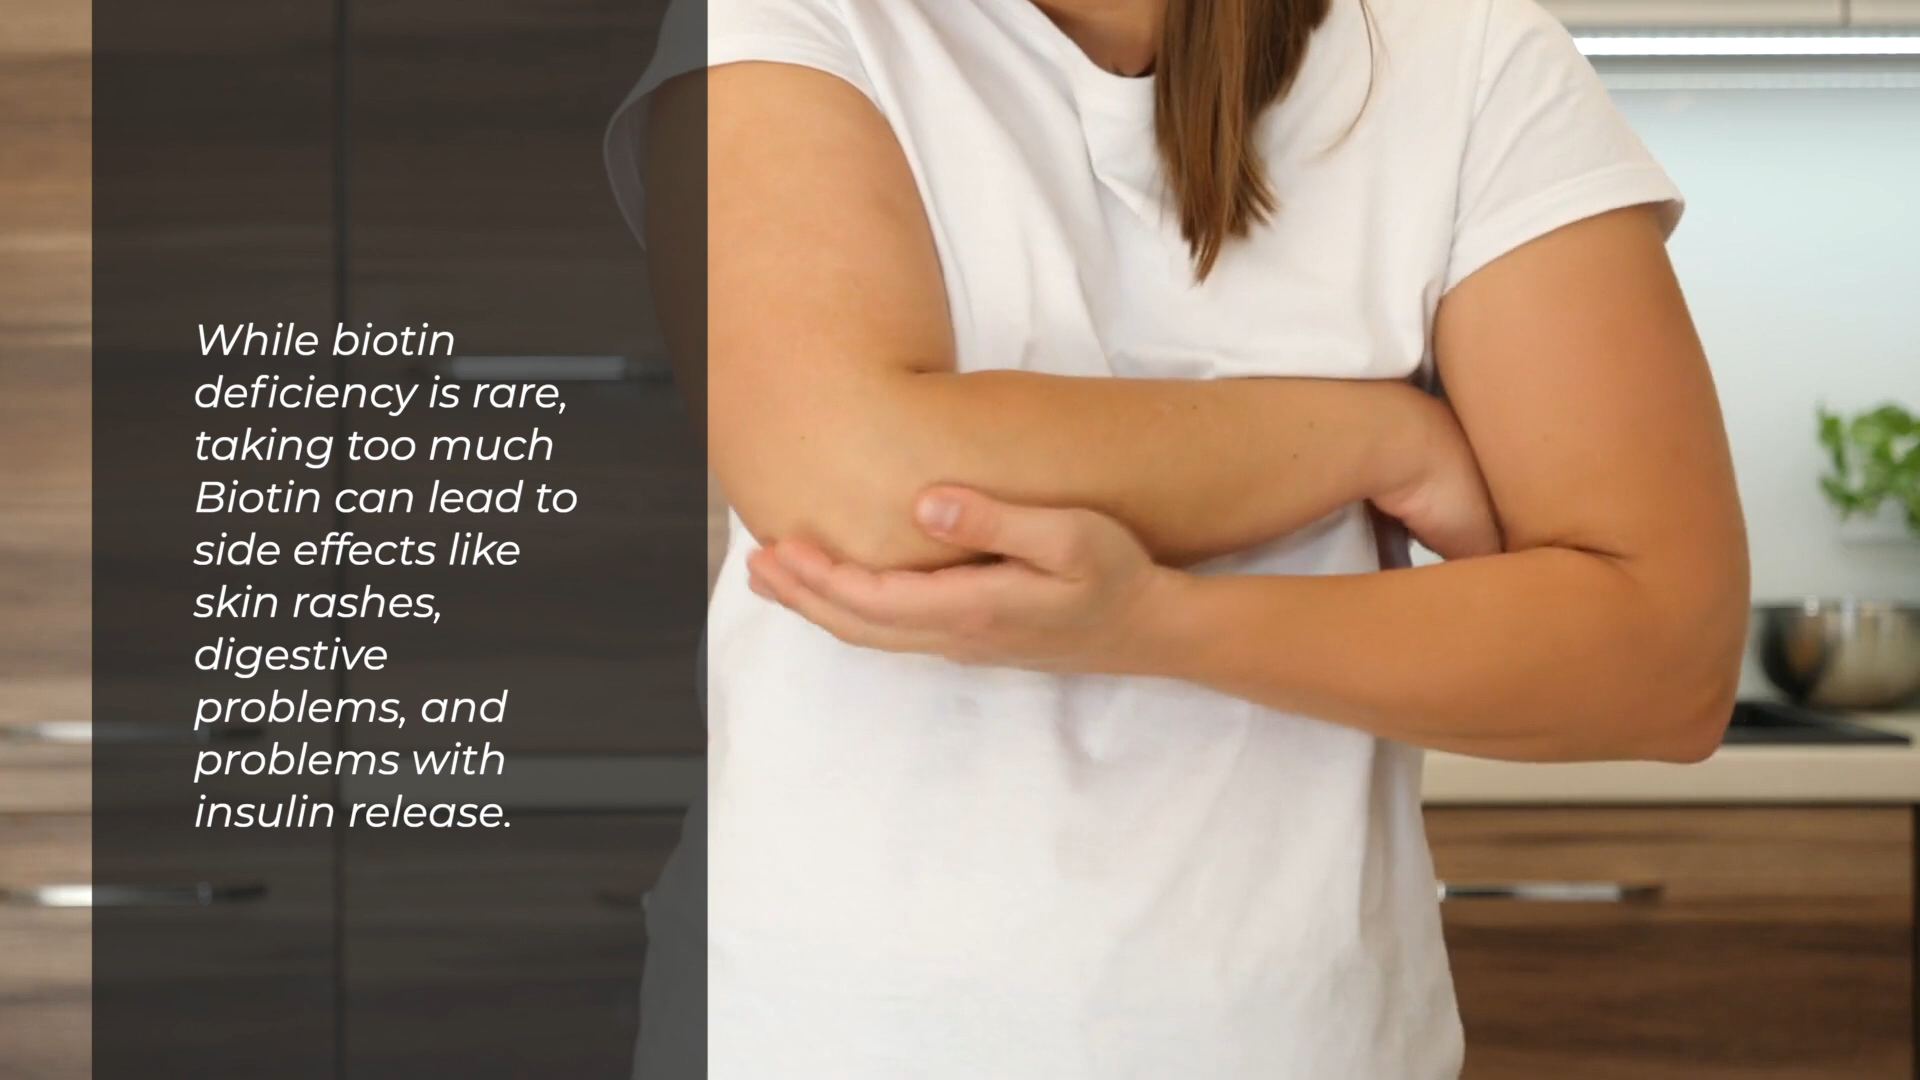 While biotin
deficiency is rare,
taking too much
Biotin can lead to
side effects like
skin rashes,
digestive
problems, and
problems with
insulin release.